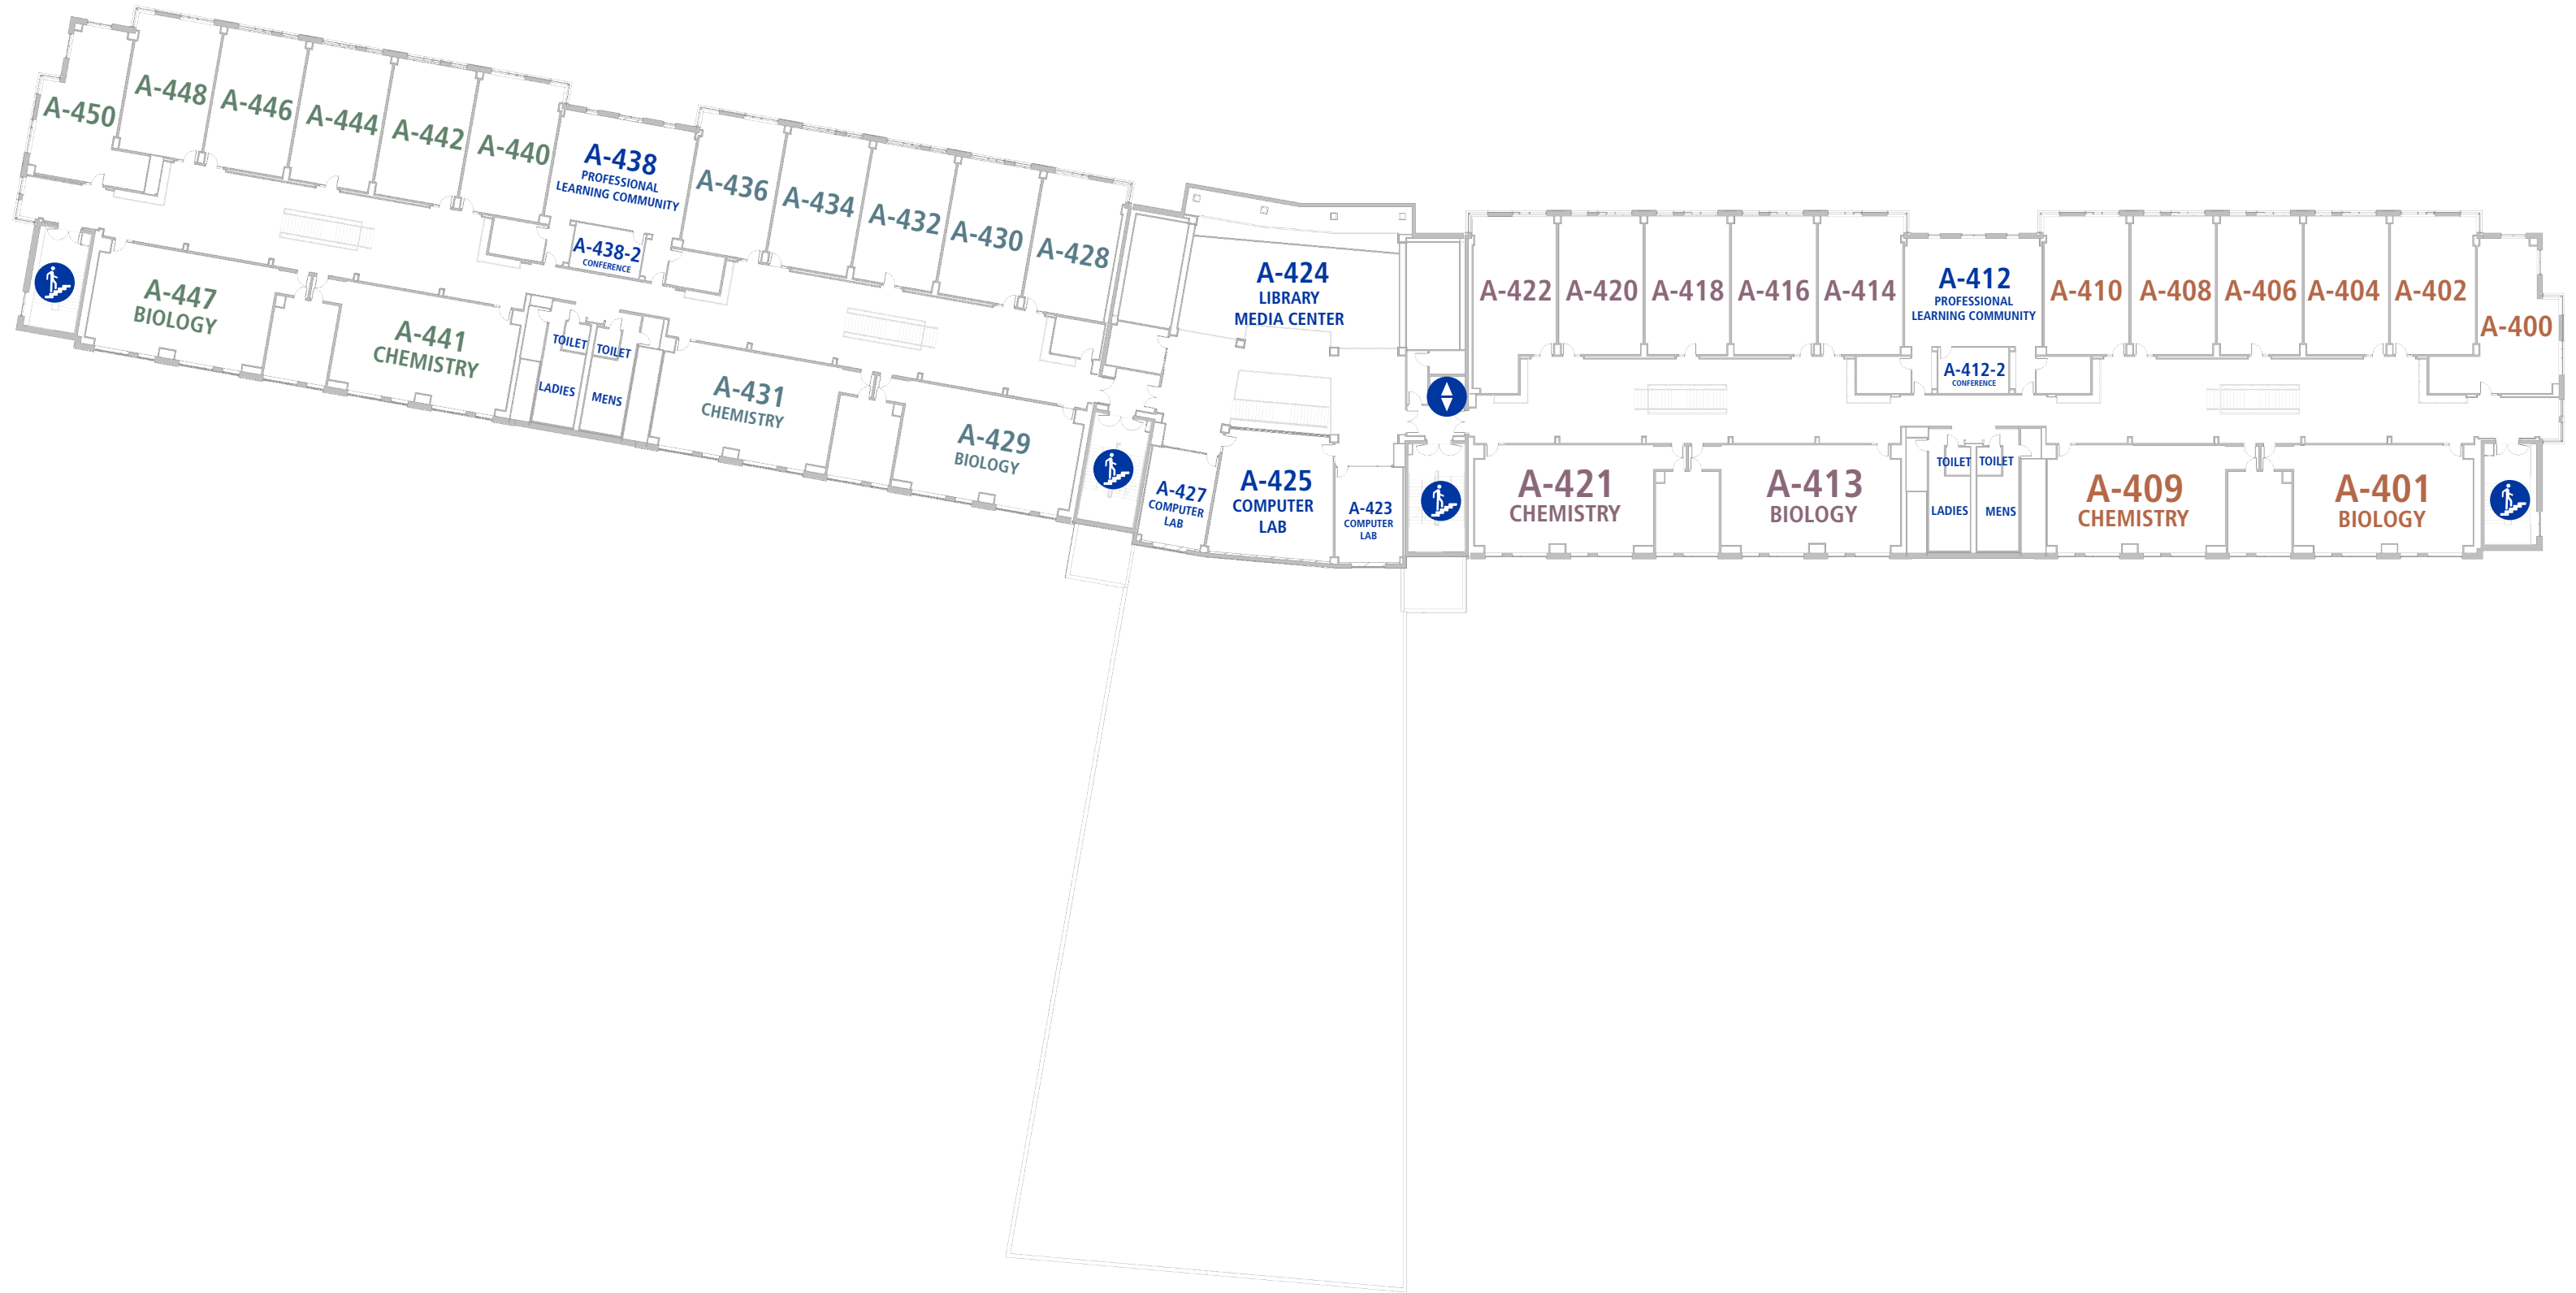 A-450
A-448
A-446
A-444
A-442
A-440
A-438
PROFESSIONAL
LEARNING COMMUNITY
A-438-2
CONFERENCE
A-436
A-434
A-432
A-430
A-428
A-447
BIOLOGY
A-441
CHEMISTRY
TOILET
TOILET
LADIES
MENS
A-431
CHEMISTRY
A-429
BIOLOGY
A-424
LIBRARY
MEDIA CENTER
A-427
COMPUTER
LAB
A-425
COMPUTER
LAB
A-423
COMPUTER
LAB
A-422
A-420
A-418
A-416
A-414
A-412
PROFESSIONAL
LEARNING COMMUNITY
A-412-2
CONFERENCE
A-410
A-408
A-406
A-404
A-402
A-400
A-421
CHEMISTRY
A-413
BIOLOGY
TOILET
TOILET
LADIES
MENS
A-409
CHEMISTRY
A-401
BIOLOGY